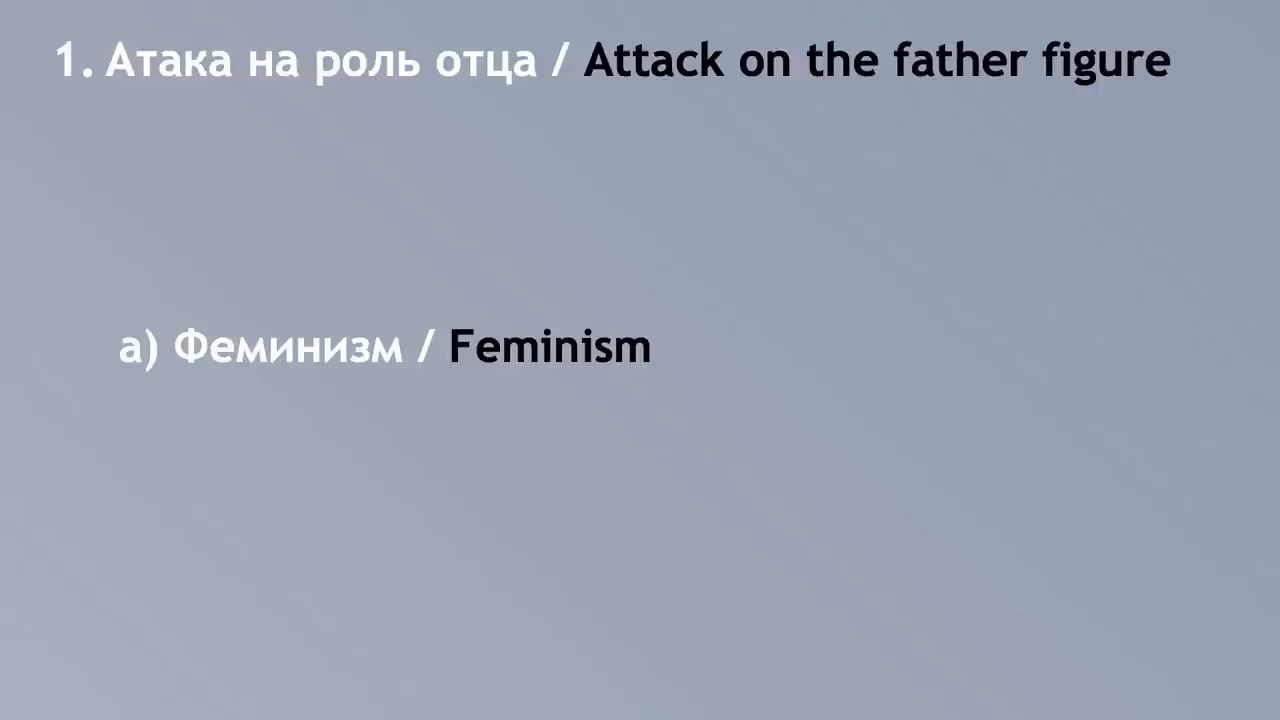 1. Атака на роль отца / Attack on the father figure
а) Феминизм / Feminism